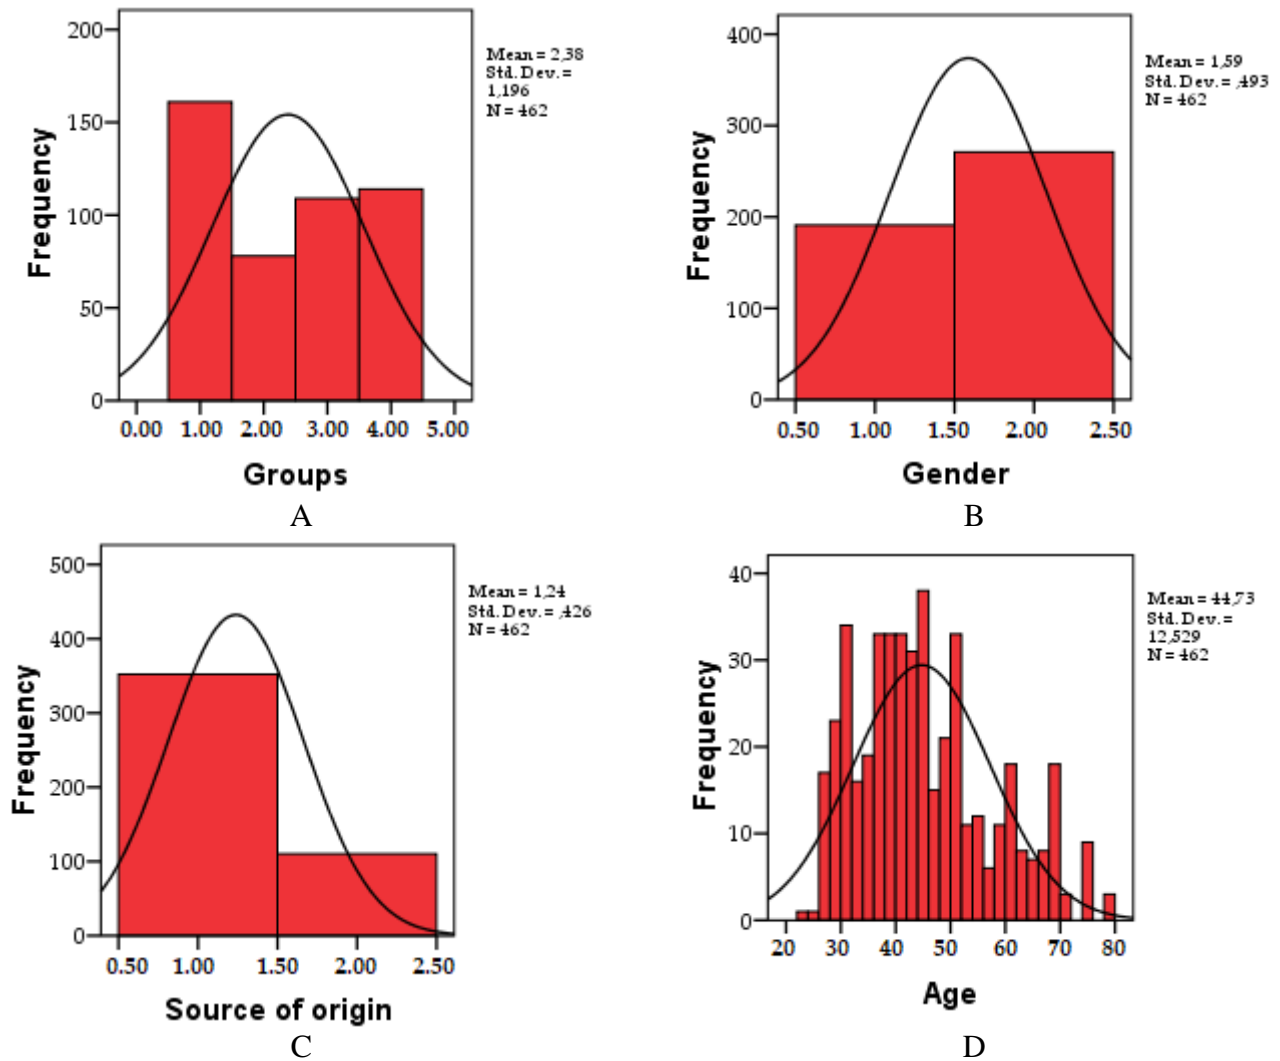 200
150
100
50
0
Frequency
0.00 1.00 2.00 3.00 4.00 5.00
Groups
Mean = 2,38
Std. Dev. =
1,196
N = 462
A
400
300
200
100
0
Frequency
0.50 1.00 1.50 2.00 2.50
Gender
Mean = 1,59
Std. Dev. = ,493
N = 462
B
500
400
300
200
100
0
Frequency
0.50 1.00 1.50 2.00 2.50
Source of origin
Mean = 1,24
Std. Dev. = ,426
N = 462
C
40
30
20
10
0
Frequency
20 30 40 50 60 70 80
Age
Mean = 44,73
Std. Dev. =
12,529
N = 462
D